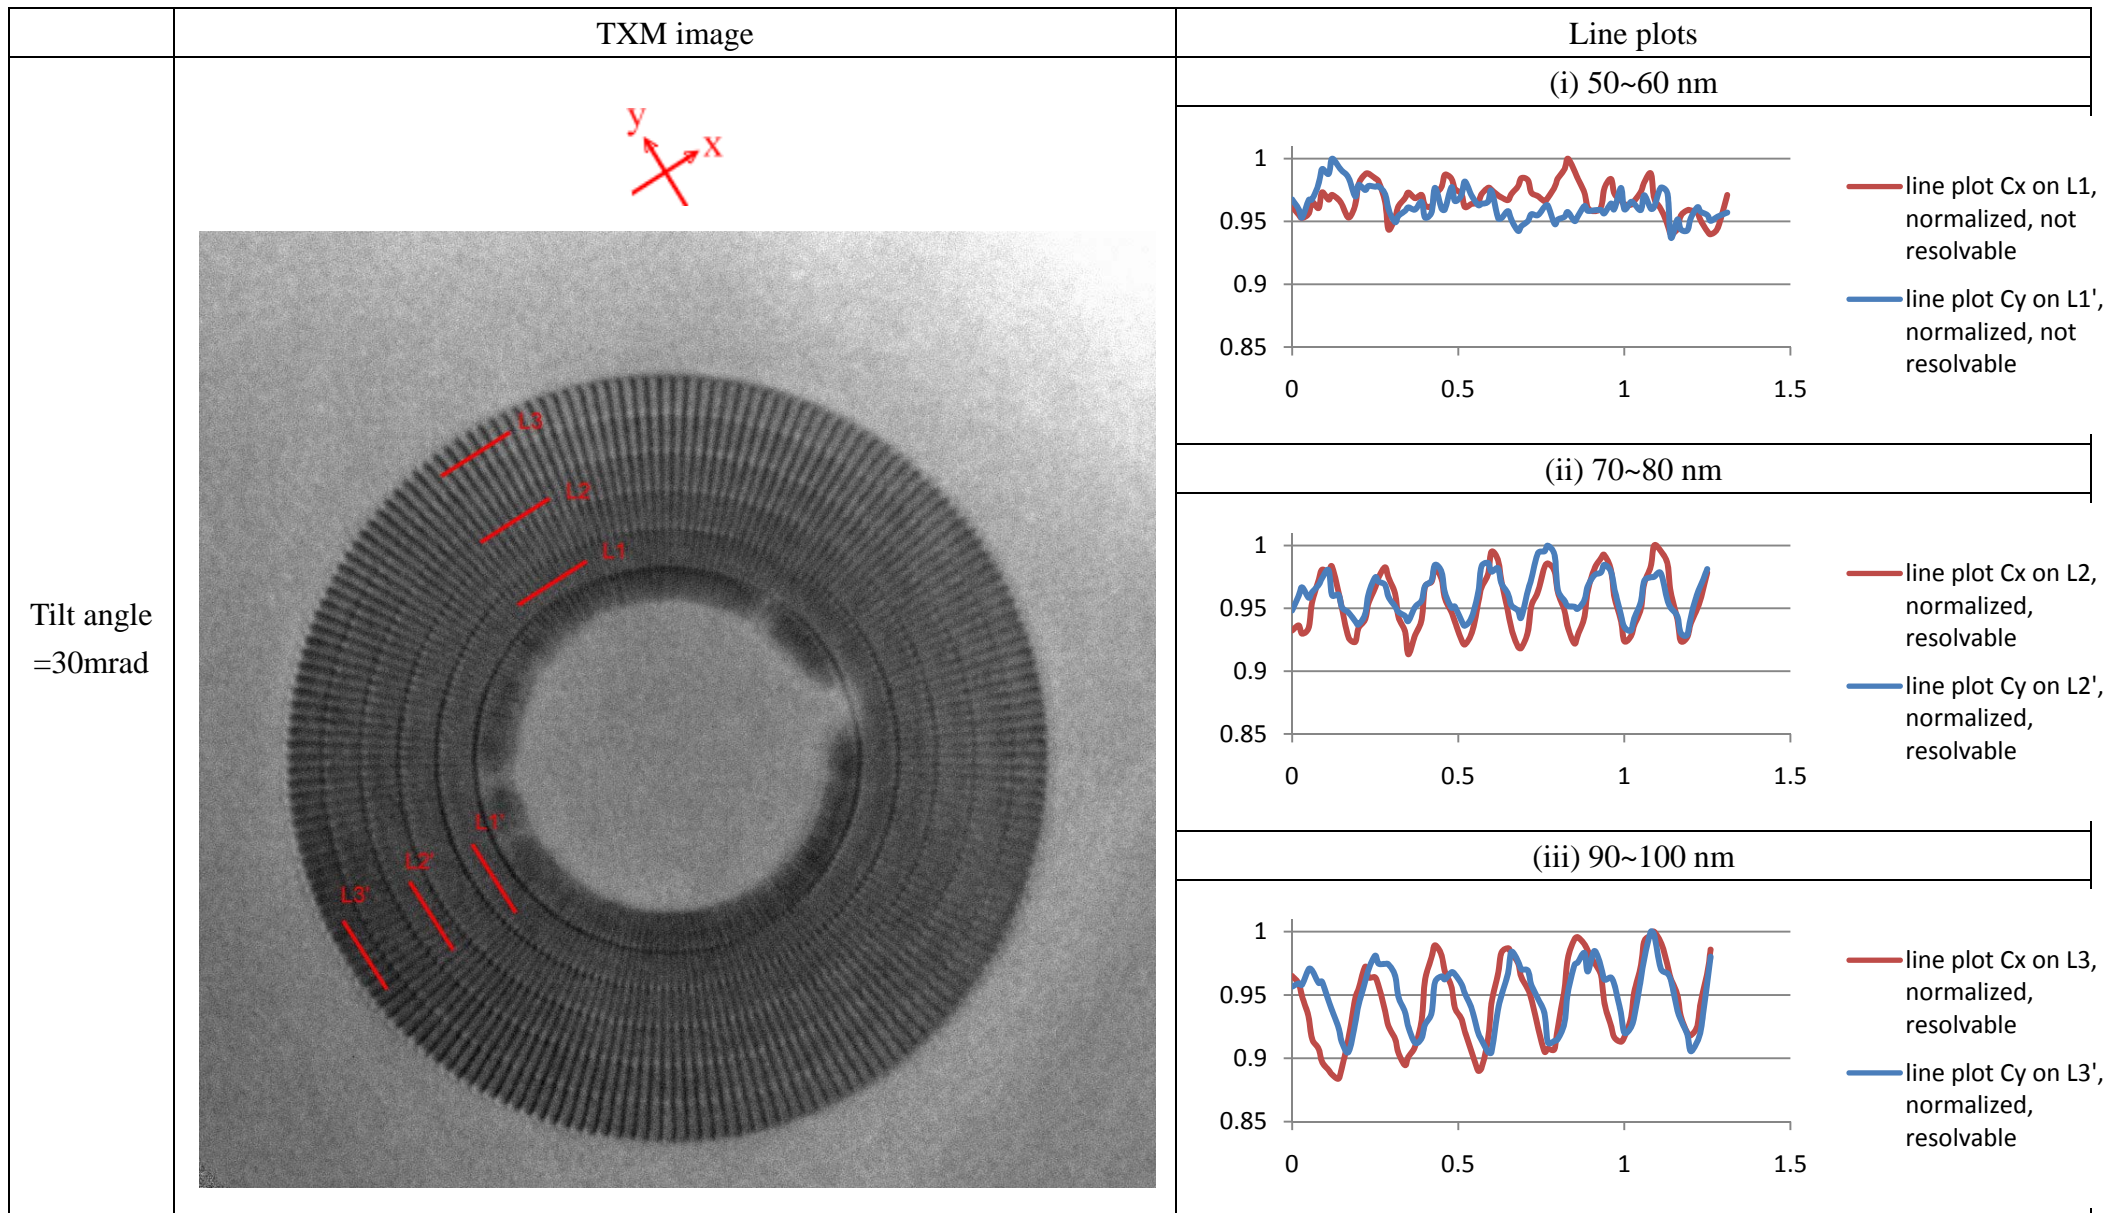 TXM image
Line plots
Tilt angle
=30mrad
y
x
L3
L2
L1
L1'
L2'
L3'
(i) 50~60 nm
1
0.95
0.9
0.85
0 0.5 1 1.5
line plot Cx on L1,
normalized, not
resolvable
line plot Cy on L1',
normalized, not
resolvable
(ii) 70~80 nm
1
0.95
0.9
0.85
0 0.5 1 1.5
line plot Cx on L2,
normalized,
resolvable
line plot Cy on L2',
normalized,
resolvable
(iii) 90~100 nm
1
0.95
0.9
0.85
0 0.5 1 1.5
line plot Cx on L3,
normalized,
resolvable
line plot Cy on L3',
normalized,
resolvable